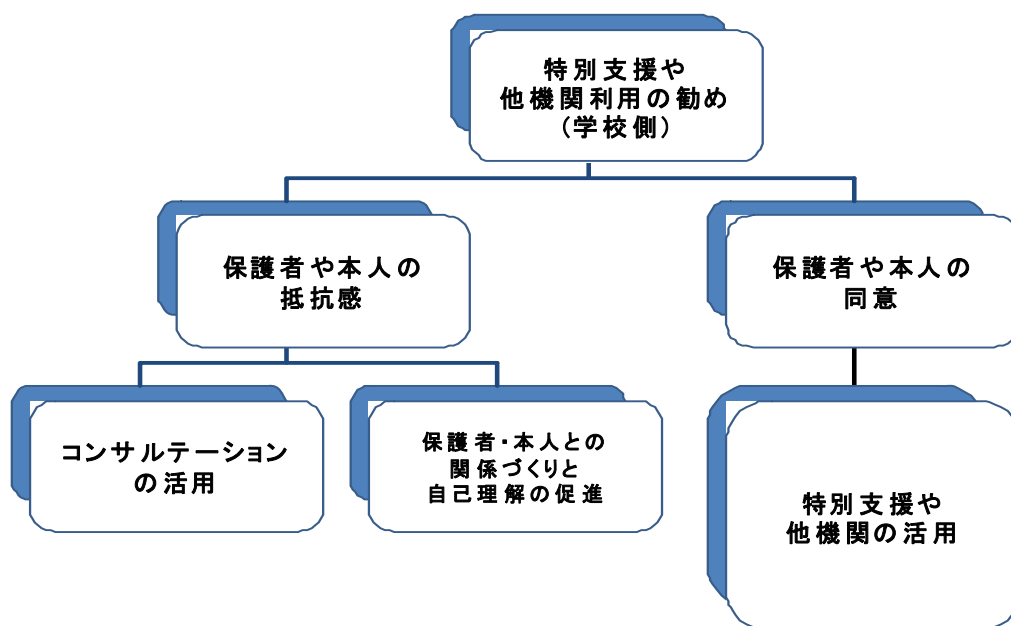 特別支援や
他機関利用の勧め
(学校側)
保護者や本人の
抵抗感
保護者や本人の
同意
コンサルテーション
の活用
保護者・本人との
関係づくりと
自己理解の促進
特別支援や
他機関の活用